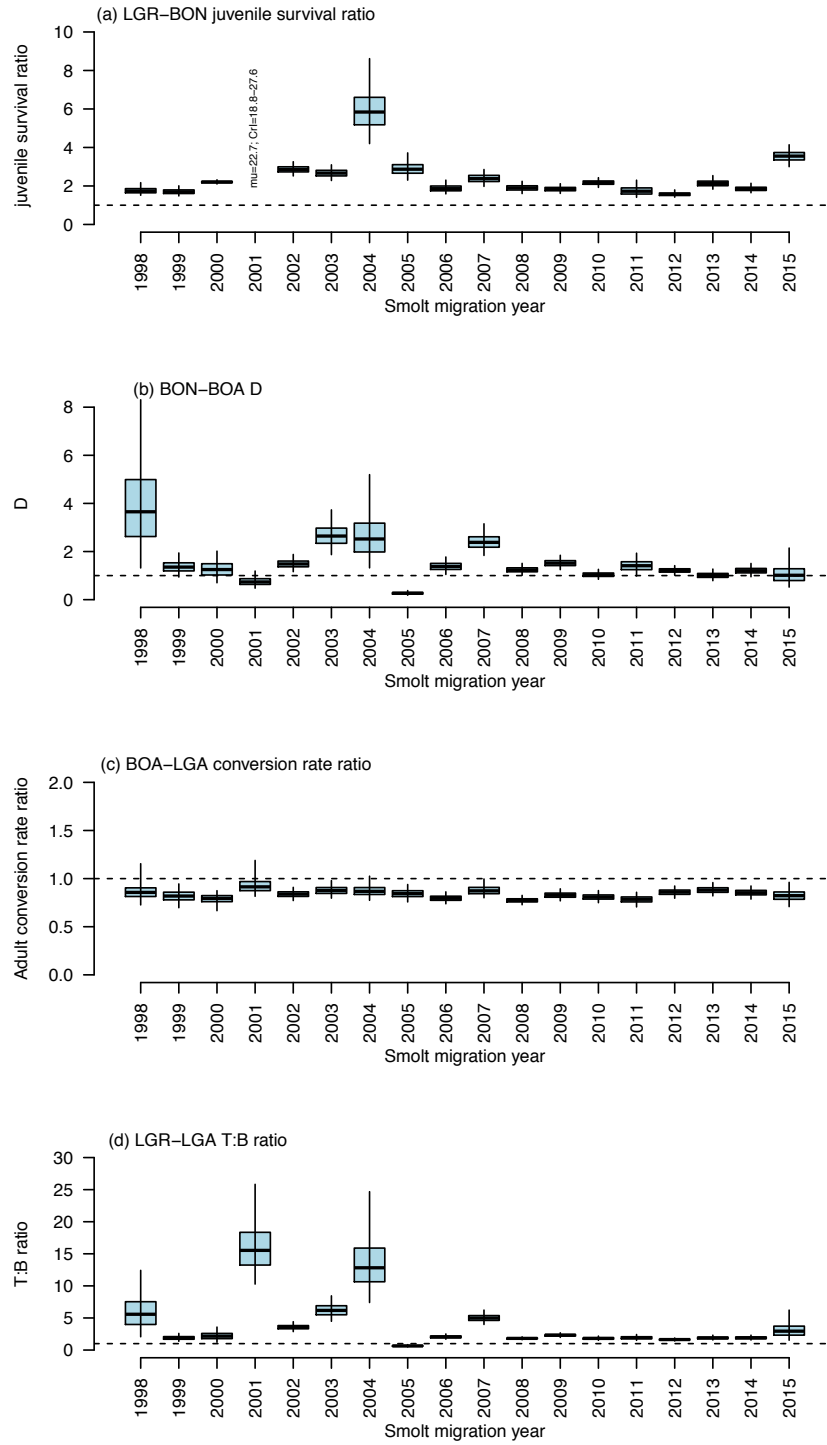 (a) LGR−BON juvenile survival ratio
juvenile survival ratio
10
8
6
4
2
0
mu=22.7; CrI=18.8−27.6
1998 1999 2000 2001 2002 2003 2004 2005 2006 2007 2008 2009 2010 2011 2012 2013 2014 2015
Smolt migration year
(b) BON−BOA D
D
8
6
4
2
0
1998 1999 2000 2001 2002 2003 2004 2005 2006 2007 2008 2009 2010 2011 2012 2013 2014 2015
Smolt migration year
(c) BOA−LGA conversion rate ratio
Adult conversion rate ratio
2.0
1.5
1.0
0.5
0.0
1998 1999 2000 2001 2002 2003 2004 2005 2006 2007 2008 2009 2010 2011 2012 2013 2014 2015
Smolt migration year
(d) LGR−LGA T:B ratio
T:B ratio
30
25
20
15
10
5
0
1998 1999 2000 2001 2002 2003 2004 2005 2006 2007 2008 2009 2010 2011 2012 2013 2014 2015
Smolt migration year